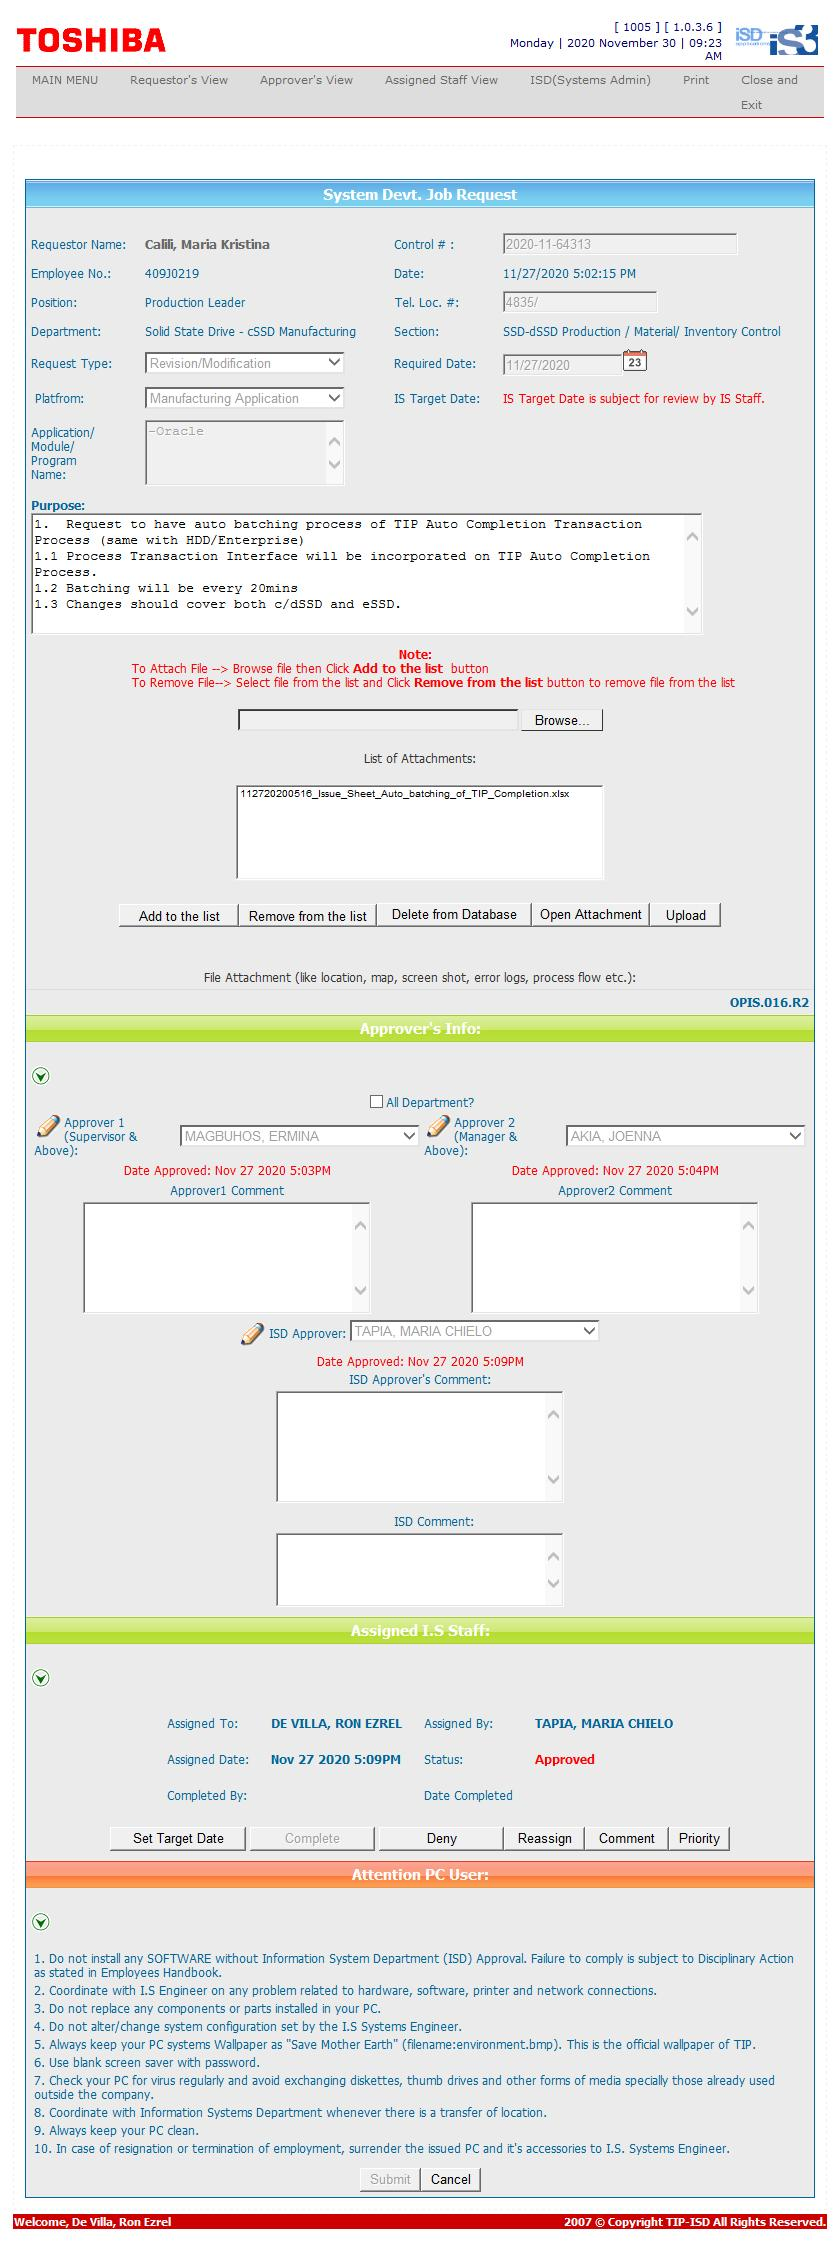 TOSHIBA
[ 1005 ] [ 1.0.3.6 ]
Monday | 2020 November 30 | 09:23
AM
iSD
applications
iS3
MAIN MENU Requestor's View Approver's View Assigned Staff View ISD(Systems Admin) Print Close and
Exit
System Devt. Job Request
Requestor Name: Calili, Maria Kristina Control # : 2020-11-64313
Employee No.: 409J0219 Date: 11/27/2020 5:02:15 PM
Position: Production Leader Tel. Loc. #: 4835/
Department: Solid State Drive - cSSD Manufacturing Section: SSD-dSSD Production / Material/ Inventory Control
Request Type: Revision/Modification Required Date: 11/27/2020 23
Platfrom: Manufacturing Application IS Target Date: IS Target Date is subject for review by IS Staff.
Application/
Module/
Program
Name:
-Oracle
Purpose:
1. Request to have auto batching process of TIP Auto Completion Transaction
Process (same with HDD/Enterprise)
1.1 Process Transaction Interface will be incorporated on TIP Auto Completion
Process.
1.2 Batching will be every 20mins
1.3 Changes should cover both c/dSSD and eSSD.
Note:
To Attach File --> Browse file then Click Add to the list button
To Remove File--> Select file from the list and Click Remove from the list button to remove file from the list
Browse...
List of Attachments:
112720200516_Issue_Sheet_Auto_batching_of_TIP_Completion.xlsx
Add to the list Remove from the list Delete from Database Open Attachment Upload
File Attachment (like location, map, screen shot, error logs, process flow etc.):
OPIS.016.R2
Approver's Info:
All Department?
Approver 1
(Supervisor &
Above):
MAGBUHOS, ERMINA
Approver 2
(Manager &
Above):
AKIA, JOENNA
Date Approved: Nov 27 2020 5:03PM Date Approved: Nov 27 2020 5:04PM
Approver1 Comment Approver2 Comment
ISD Approver: TAPIA, MARIA CHIELO
Date Approved: Nov 27 2020 5:09PM
ISD Approver's Comment:
ISD Comment:
Assigned I.S Staff:
Assigned To: DE VILLA, RON EZREL Assigned By: TAPIA, MARIA CHIELO
Assigned Date: Nov 27 2020 5:09PM Status: Approved
Completed By: Date Completed
Set Target Date Complete Deny Reassign Comment Priority
Attention PC User:
1. Do not install any SOFTWARE without Information System Department (ISD) Approval. Failure to comply is subject to Disciplinary Action
as stated in Employees Handbook.
2. Coordinate with I.S Engineer on any problem related to hardware, software, printer and network connections.
3. Do not replace any components or parts installed in your PC.
4. Do not alter/change system configuration set by the I.S Systems Engineer.
5. Always keep your PC systems Wallpaper as "Save Mother Earth" (filename:environment.bmp). This is the official wallpaper of TIP.
6. Use blank screen saver with password.
7. Check your PC for virus regularly and avoid exchanging diskettes, thumb drives and other forms of media specially those already used
outside the company.
8. Coordinate with Information Systems Department whenever there is a transfer of location.
9. Always keep your PC clean.
10. In case of resignation or termination of employment, surrender the issued PC and it's accessories to I.S. Systems Engineer.
Submit Cancel
Welcome, De Villa, Ron Ezrel 2007 © Copyright TIP-ISD All Rights Reserved.